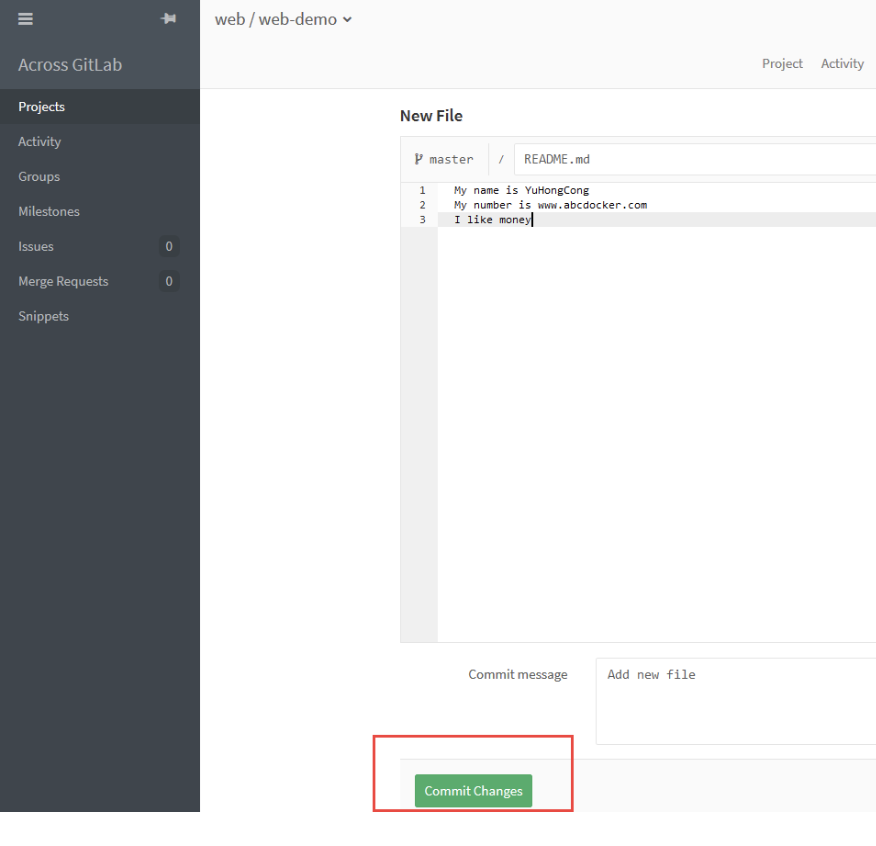 web / web-demo
Across GitLab
Project Activity
Projects
Activity
Groups
Milestones
Issues 0
Merge Requests 0
Snippets
New File
master / README.md
1 My name is YuHongCong
2 My number is www.abcdocker.com
3 I like money
Commit message
Add new file
Commit Changes